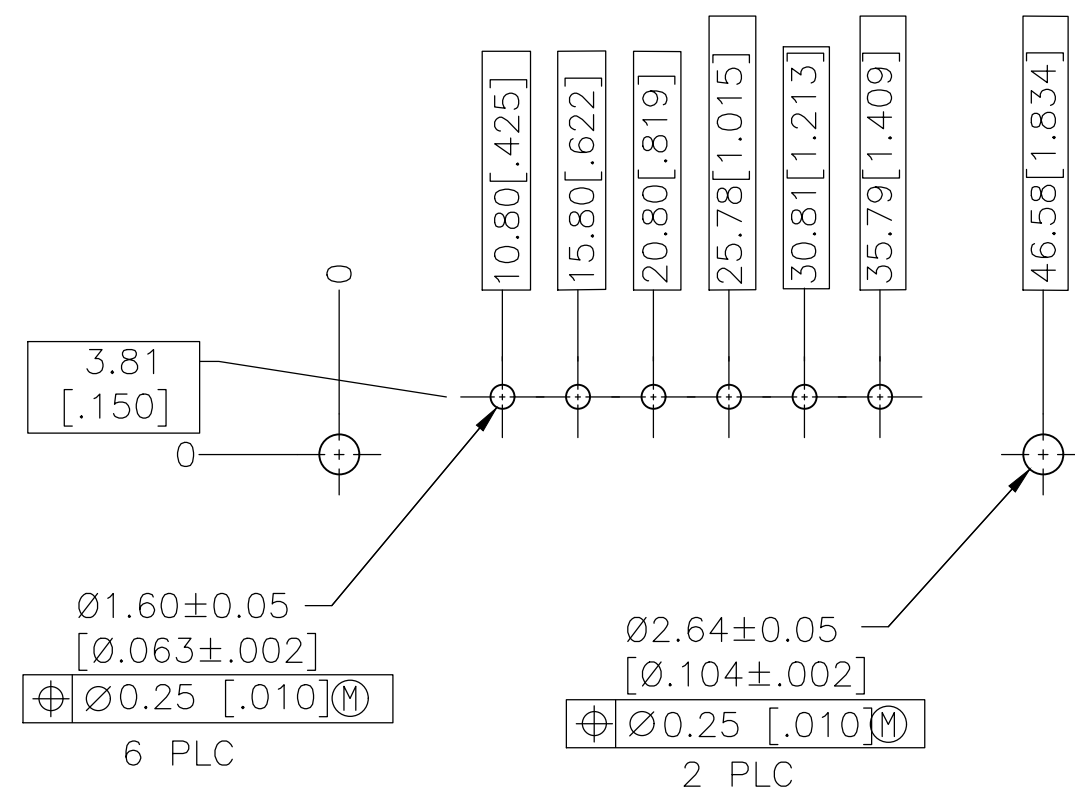 10.80[.425]
15.80[.622]
20.80[.819]
25.78[1.015]
30.81[1.213]
35.79[1.409]
46.58[1.834]
0
3.81
[.150]
0
Ø1.60±0.05
[Ø.063±.002]
⌖ Ø0.25 [.010]Ⓜ
6 PLC
Ø2.64±0.05
[Ø.104±.002]
⌖ Ø0.25 [.010]Ⓜ
2 PLC